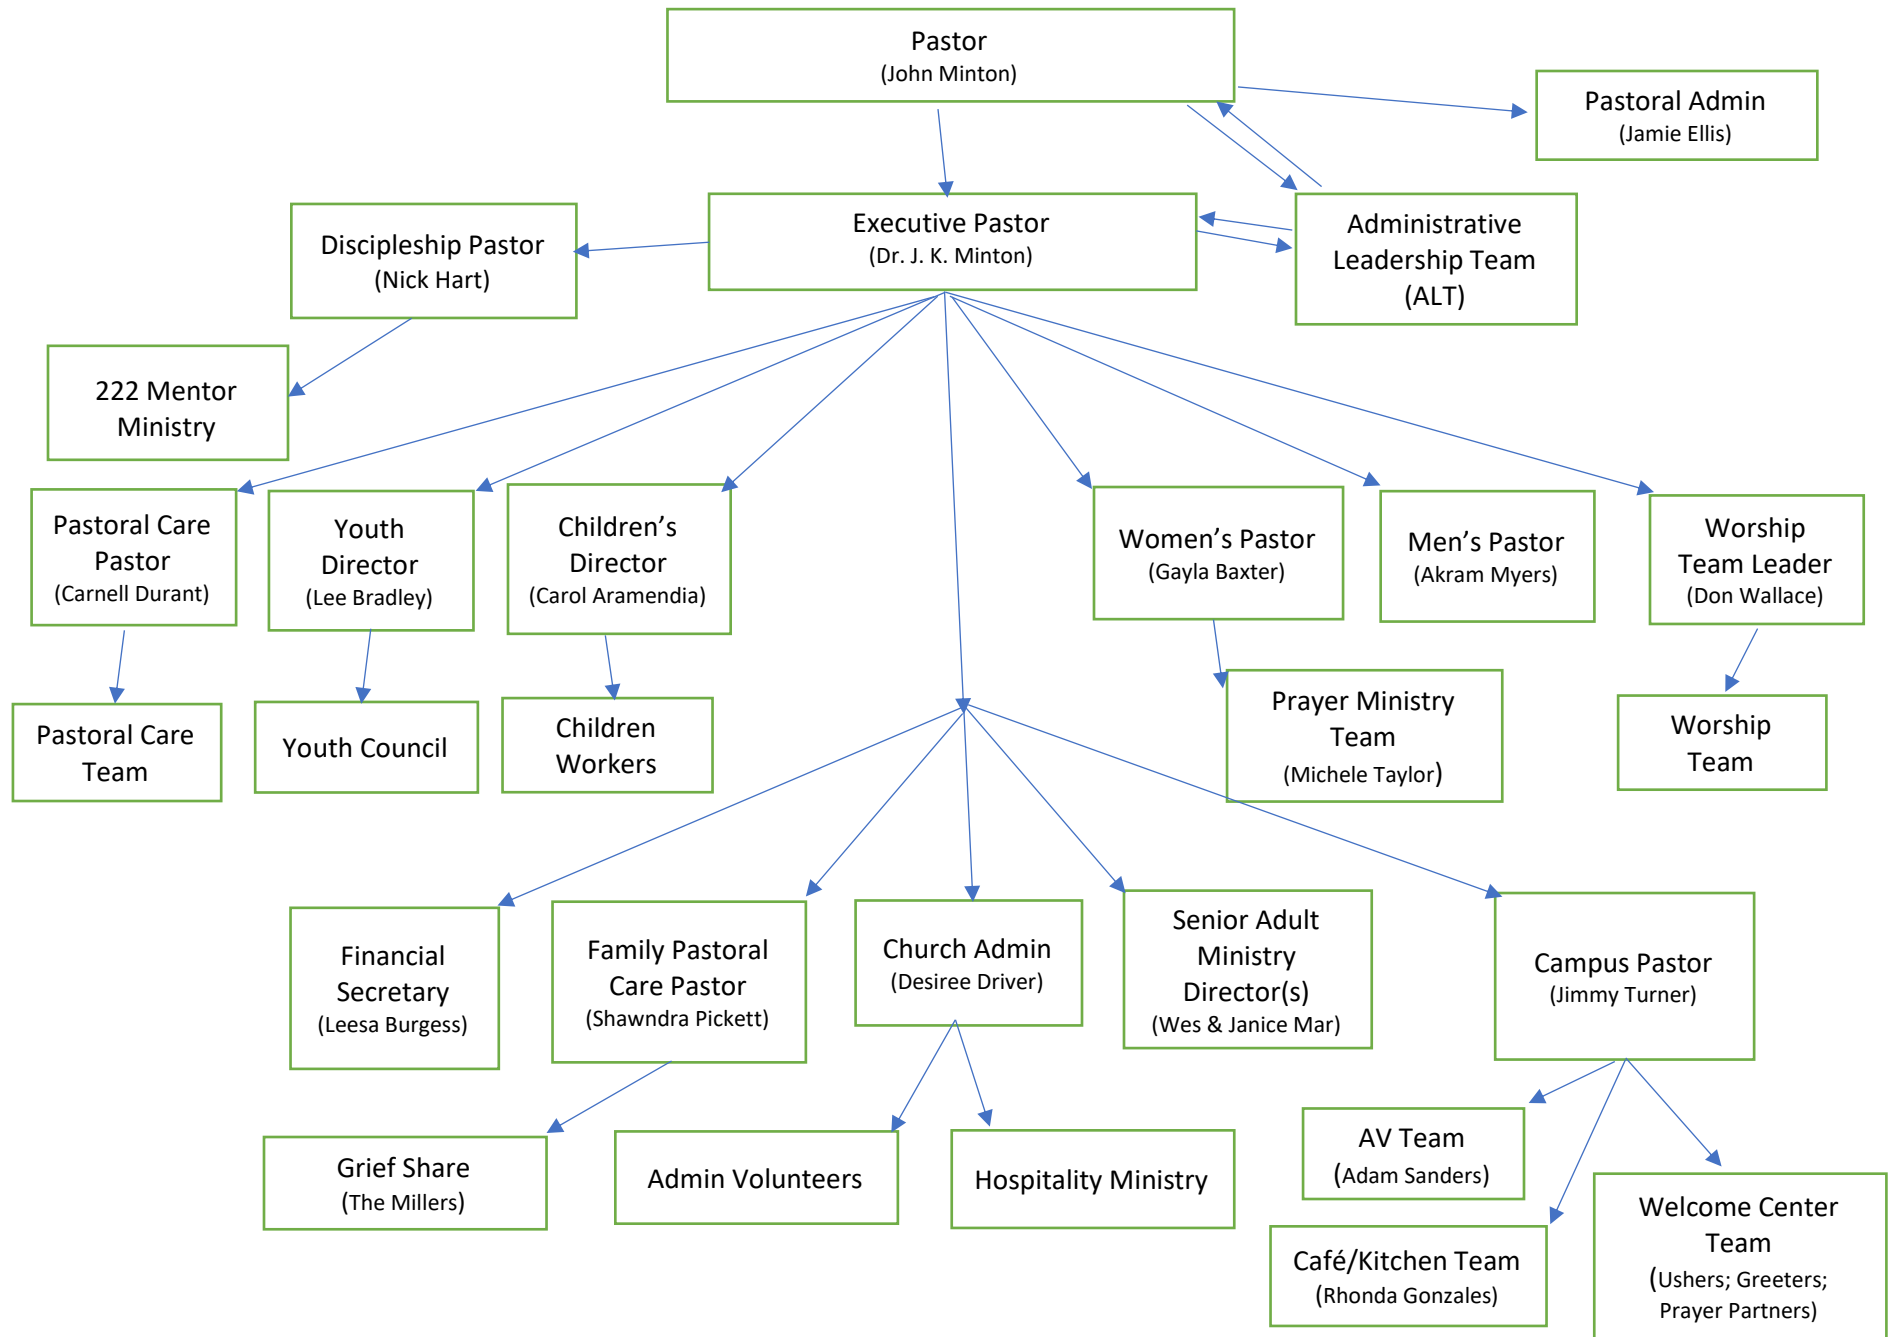 Pastor
(John Minton)
Pastoral Admin
(Jamie Ellis)
Executive Pastor
(Dr. J. K. Minton)
Administrative
Leadership Team
(ALT)
Discipleship Pastor
(Nick Hart)
222 Mentor
Ministry
Pastoral Care
Pastor
(Carnell Durant)
Youth
Director
(Lee Bradley)
Children’s
Director
(Carol Aramendia)
Women’s Pastor
(Gayla Baxter)
Men’s Pastor
(Akram Myers)
Worship
Team Leader
(Don Wallace)
Pastoral Care
Team
Youth Council
Children
Workers
Prayer Ministry
Team
(Michele Taylor)
Worship
Team
Financial
Secretary
(Leesa Burgess)
Family Pastoral
Care Pastor
(Shawndra Pickett)
Church Admin
(Desiree Driver)
Senior Adult
Ministry
Director(s)
(Wes & Janice Mar)
Campus Pastor
(Jimmy Turner)
Grief Share
(The Millers)
Admin Volunteers
Hospitality Ministry
AV Team
(Adam Sanders)
Café/Kitchen Team
(Rhonda Gonzales)
Welcome Center
Team
(Ushers; Greeters;
Prayer Partners)